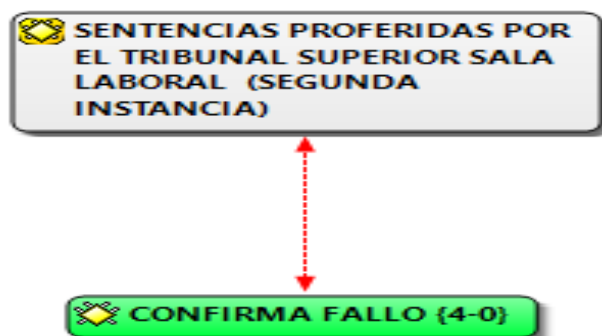 SENTENCIAS PROFERIDAS POR
EL TRIBUNAL SUPERIOR SALA
LABORAL (SEGUNDA
INSTANCIA)
CONFIRMA FALLO {4-0}